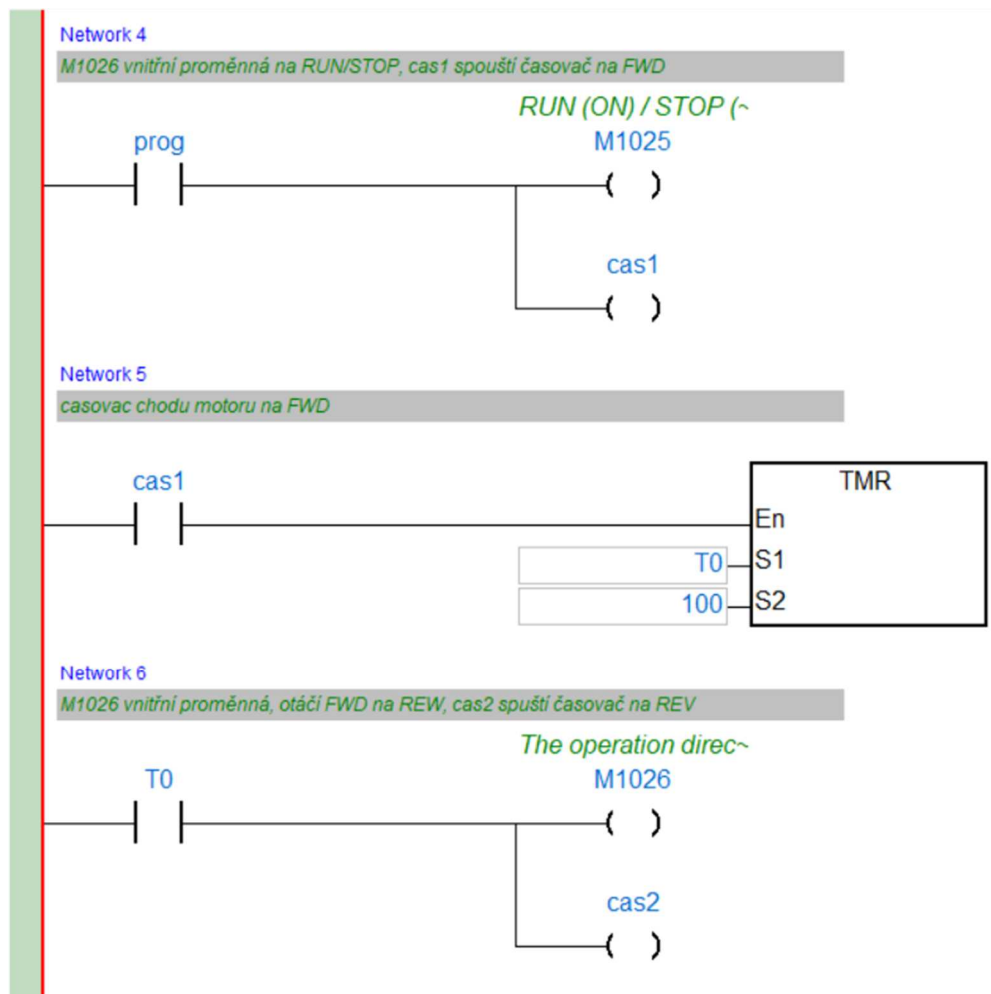 Network 4
M1026 vnitřní proměnná na RUN/STOP, cas1 spouští časovač na FWD
RUN (ON) / STOP (~
prog
M1025
cas1
Network 5
casovac chodu motoru na FWD
cas1
TMR
En
T0
S1
100
S2
Network 6
M1026 vnitřní proměnná, otáčí FWD na REW, cas2 spuští časovač na REV
The operation direc~
T0
M1026
cas2